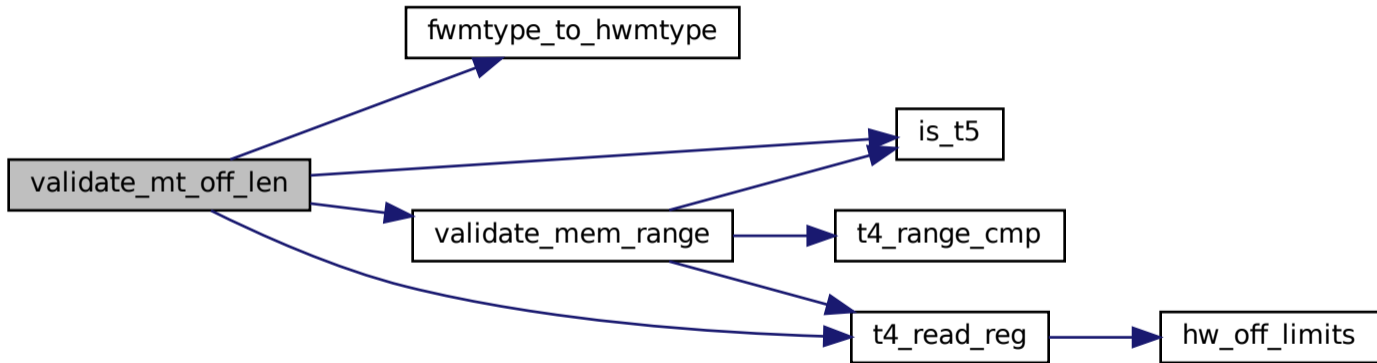 fwmtype_to_hwmtype
is_t5
validate_mt_off_len
validate_mem_range
t4_range_cmp
t4_read_reg
hw_off_limits